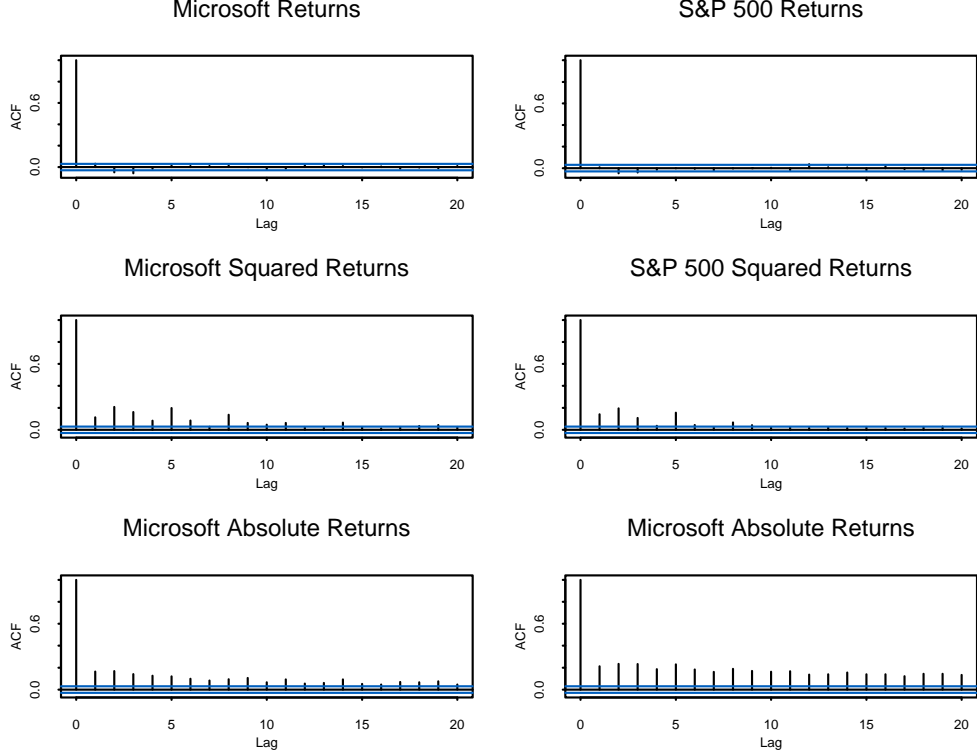 Microsoft Returns
S&P 500 Returns
ACF
0.0 0.6
0 5 10 15 20
Lag
ACF
0.0 0.6
0 5 10 15 20
Lag
Microsoft Squared Returns
S&P 500 Squared Returns
ACF
0.0 0.6
0 5 10 15 20
Lag
ACF
0.0 0.6
0 5 10 15 20
Lag
Microsoft Absolute Returns
Microsoft Absolute Returns
ACF
0.0 0.6
0 5 10 15 20
Lag
ACF
0.0 0.6
0 5 10 15 20
Lag